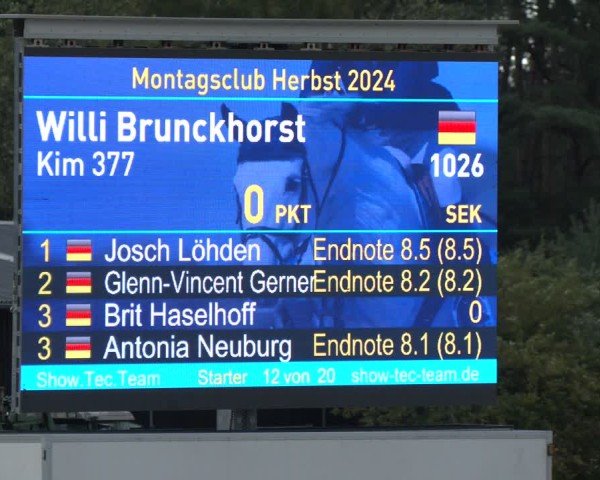 Montagsclub Herbst 2024
Willi Brunckhorst
Kim 377 1026
0 PKT SEK
1 Josch Löhden Endnote 8.5 (8.5)
2 Glenn-Vincent Gerner Endnote 8.2 (8.2)
3 Brit Haselhoff 0
3 Antonia Neuburg Endnote 8.1 (8.1)
Show.Tec.Team Starter 12 von 20 show-tec-team.de